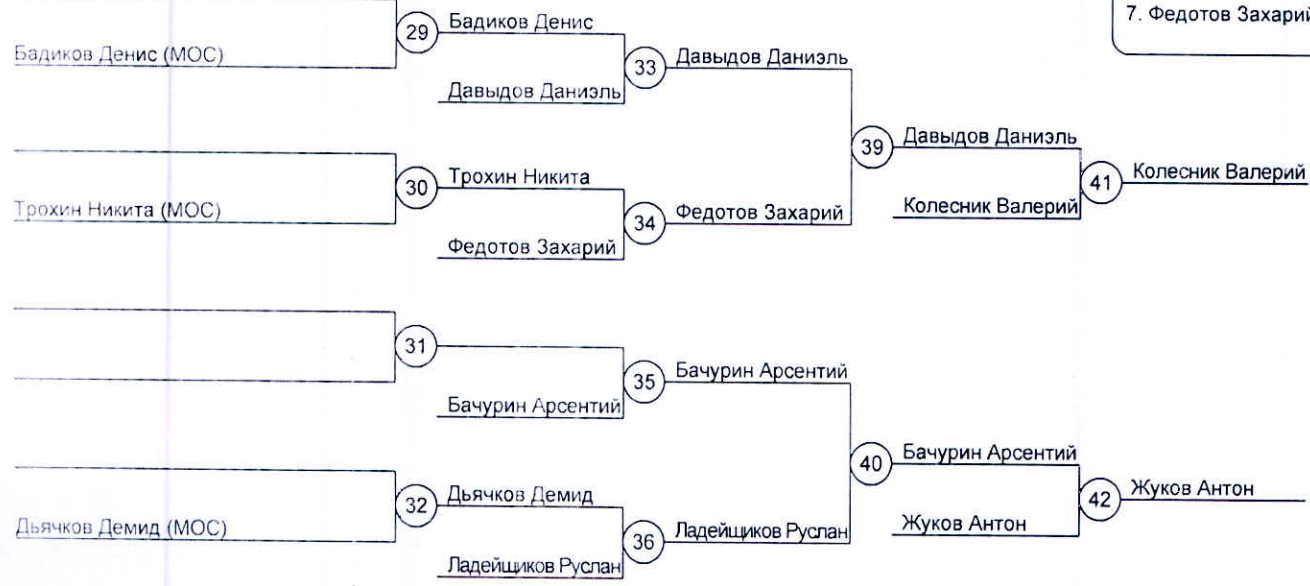 7. Федотов Захарий
Бадиков Денис (МОС)
29
Бадиков Денис
Давыдов Даниэль
33
Давыдов Даниэль
Трохин Никита (МОС)
30
Трохин Никита
Федотов Захарий
34
Федотов Захарий
39
Давыдов Даниэль
Колесник Валерий
41
Колесник Валерий
31
Бачурин Арсентий
35
Бачурин Арсентий
Дьячков Демид (МОС)
32
Дьячков Демид
Ладейщиков Руслан
36
Ладейщиков Руслан
40
Бачурин Арсентий
Жуков Антон
42
Жуков Антон